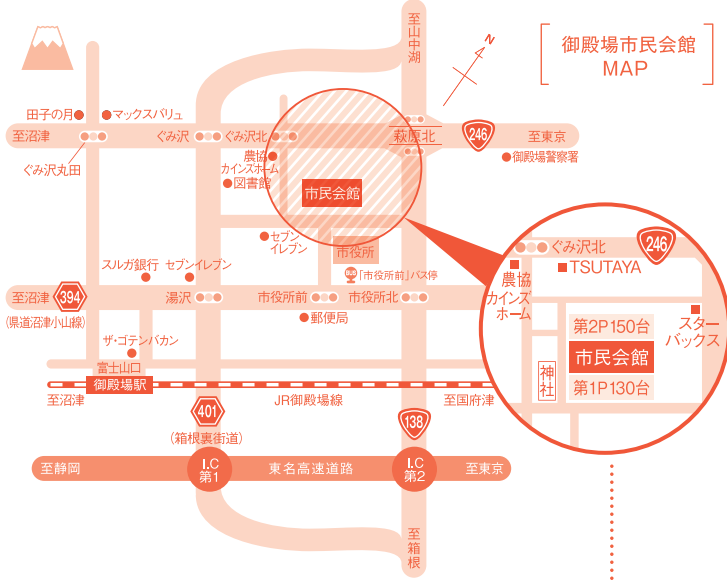 御殿場市民会館
MAP
至山中湖
N
田子の月
マックスバリュ
至沼津
ぐみ沢
ぐみ沢北
萩原北
246
至東京
ぐみ沢丸田
農協
カインズホーム
図書館
御殿場警察署
市民会館
セブン
イレブン
市役所
スルガ銀行
セブンイレブン
BUS
「市役所前」バス停
至沼津
394
(県道沼津小山線)
湯沢
市役所前
市役所北
郵便局
ザ・ゴテンバカン
富士山口
御殿場駅
至沼津
JR御殿場線
至国府津
401
(箱根裏街道)
138
至静岡
I.C
第1
東名高速道路
I.C
第2
至東京
至箱根
ぐみ沢北
246
農協
カインズ
ホーム
TSUTAYA
第2P150台
スター
バックス
市民会館
神社
第1P130台